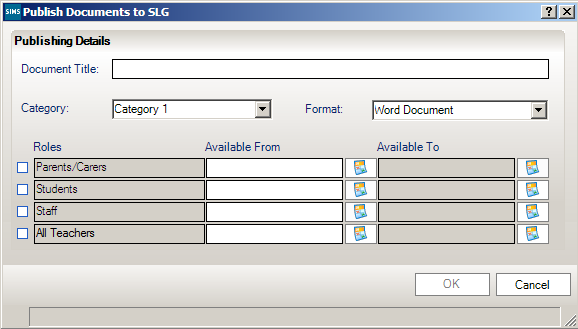 SIMS Publish Documents to SLG ? X
Publishing Details
Document Title:
Category: Category 1 Format: Word Document
Roles Available From Available To
Parents/Carers
Students
Staff
All Teachers
OK Cancel